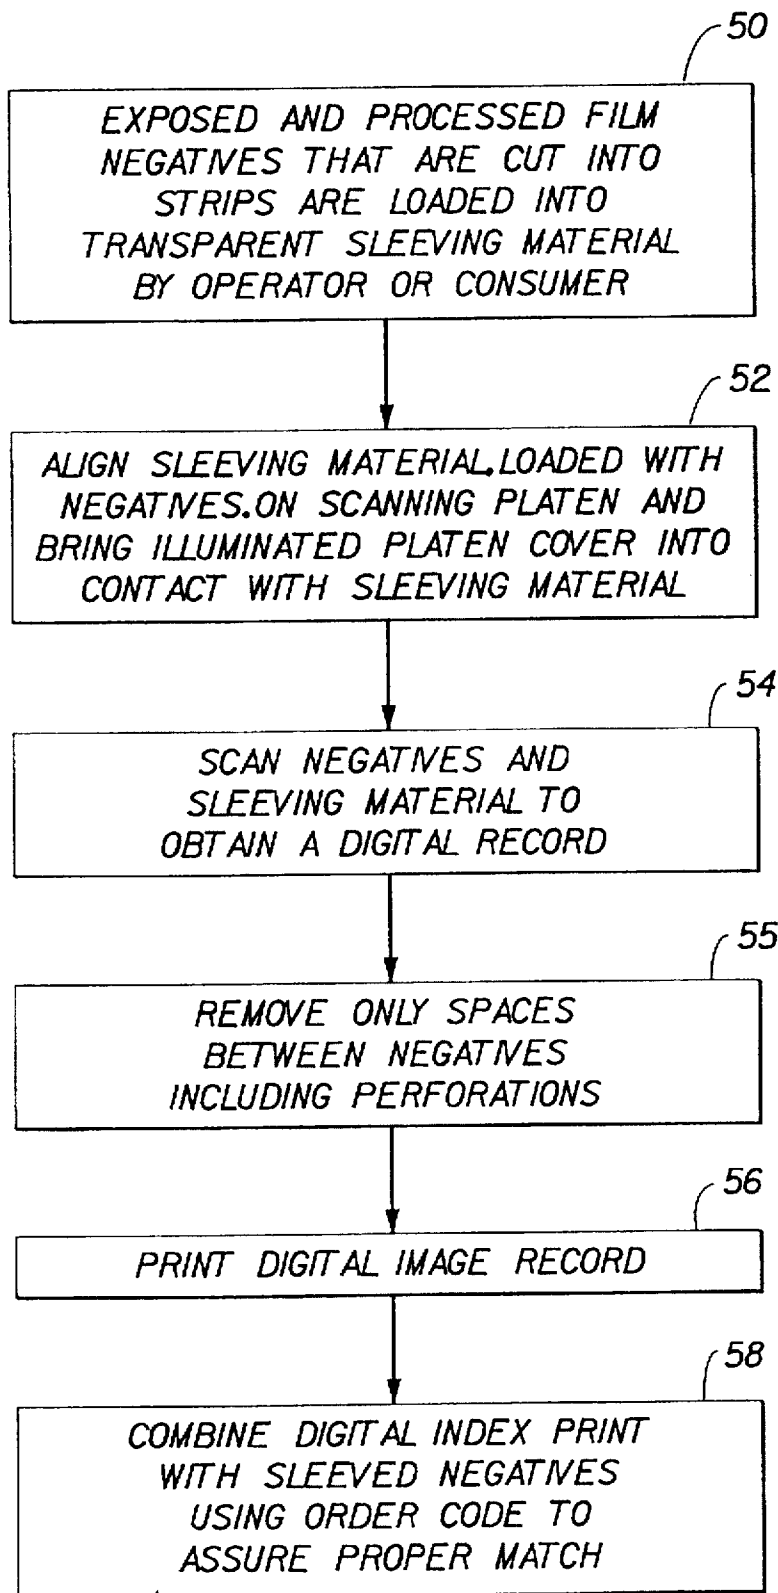 50
EXPOSED AND PROCESSED FILM
NEGATIVES THAT ARE CUT INTO
STRIPS ARE LOADED INTO
TRANSPARENT SLEEVING MATERIAL
BY OPERATOR OR CONSUMER
52
ALIGN SLEEVING MATERIAL.LOADED WITH
NEGATIVES.ON SCANNING PLATEN AND
BRING ILLUMINATED PLATEN COVER INTO
CONTACT WITH SLEEVING MATERIAL
54
SCAN NEGATIVES AND
SLEEVING MATERIAL TO
OBTAIN A DIGITAL RECORD
55
REMOVE ONLY SPACES
BETWEEN NEGATIVES
INCLUDING PERFORATIONS
56
PRINT DIGITAL IMAGE RECORD
58
COMBINE DIGITAL INDEX PRINT
WITH SLEEVED NEGATIVES
USING ORDER CODE TO
ASSURE PROPER MATCH